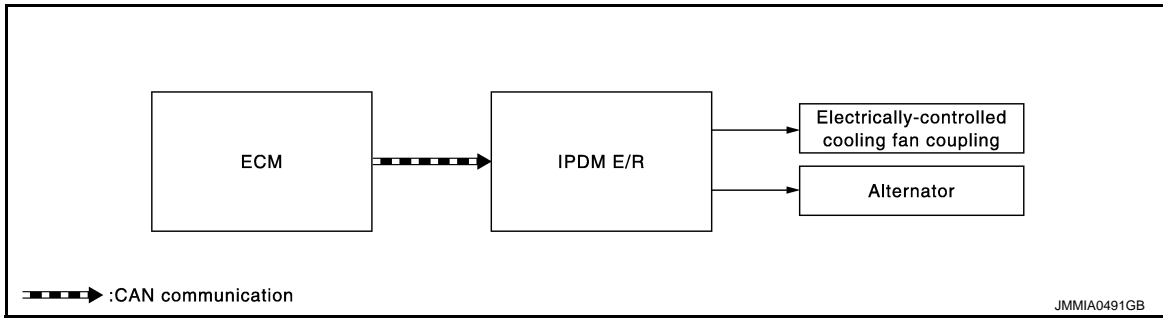 ECM
IPDM E/R
Electrically-controlled
cooling fan coupling
Alternator
:CAN communication
JMMIA0491GB